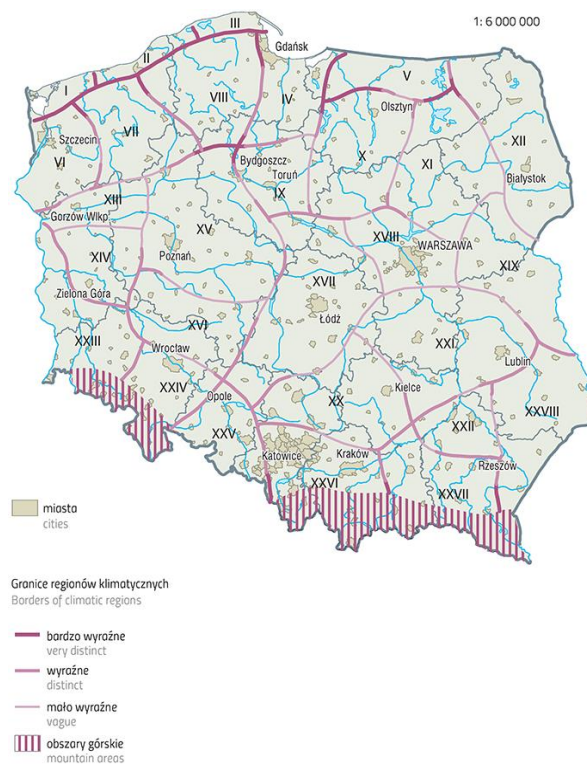 1: 6 000 000
III
Gdańsk
II
I
V
VIII
IV
Olsztyn
VII
Szczecin
XII
VI
Bydgoszcz
X
XI
Toruń
Białystok
IX
XIII
Gorzów Wlkp.
XV
XVIII
WARSZAWA
XIV
Poznań
XIX
XVII
Zielona Góra
Łódź
XVI
XXIII
Wrocław
XXI
Lublin
XXIV
Kielce
Opole
XX
XXVIII
XXV
XXII
Katowice
Kraków
Rzeszów
XXVI
XXVII
miasta
cities
Granice regionów klimatycznych
Borders of climatic regions
bardzo wyraźne
very distinct
wyraźne
distinct
mało wyraźne
vague
obszary górskie
mountain areas